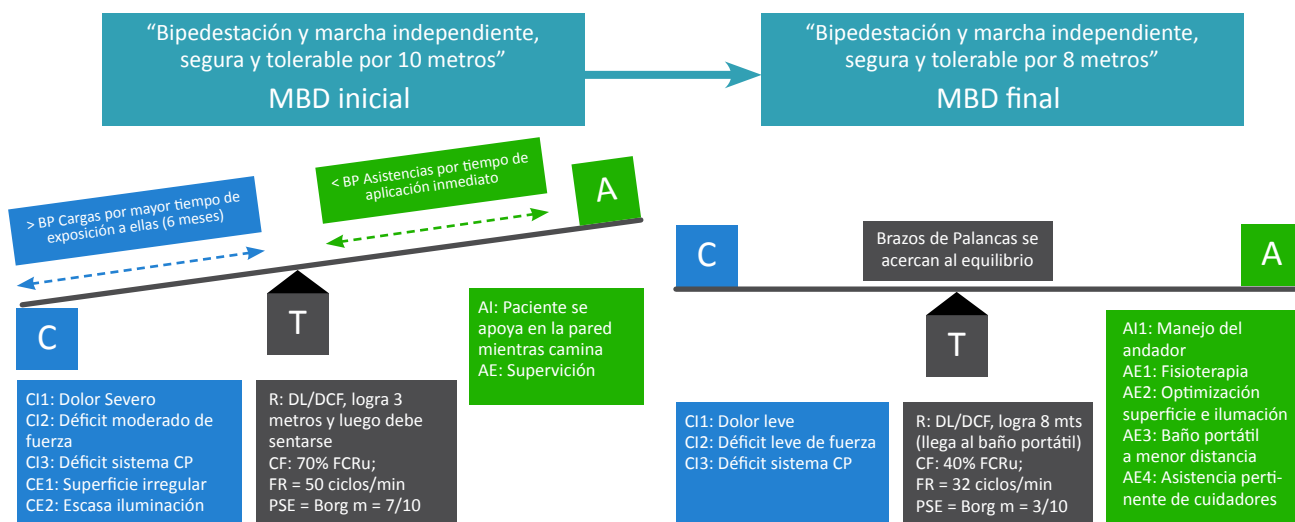 “Bipedestación y marcha independiente,
segura y tolerable por 10 metros”
MBD inicial
“Bipedestación y marcha independiente,
segura y tolerable por 8 metros”
MBD final
> BP Cargas por mayor tiempo de
exposición a ellas (6 meses)
< BP Asistencias por tiempo de
aplicación inmediato
A
C
T
AI: Paciente se
apoya en la pared
mientras camina
AE: Supervición
CI1: Dolor Severo
CI2: Déficit moderado de
fuerza
CI3: Déficit sistema CP
CE1: Superficie irregular
CE2: Escasa iluminación
R: DL/DCF, logra 3
metros y luego debe
sentarse
CF: 70% FCRu;
FR = 50 ciclos/min
PSE = Borg m = 7/10
C
Brazos de Palancas se
acercan al equilibrio
A
T
CI1: Dolor leve
CI2: Déficit leve de fuerza
CI3: Déficit sistema CP
R: DL/DCF, logra 8 mts
(llega al baño portátil)
CF: 40% FCRu;
FR = 32 ciclos/min
PSE = Borg m = 3/10
AI1: Manejo del
andador
AE1: Fisioterapia
AE2: Optimización
superficie e ilumación
AE3: Baño portátil
a menor distancia
AE4: Asistencia perti-
nente de cuidadores